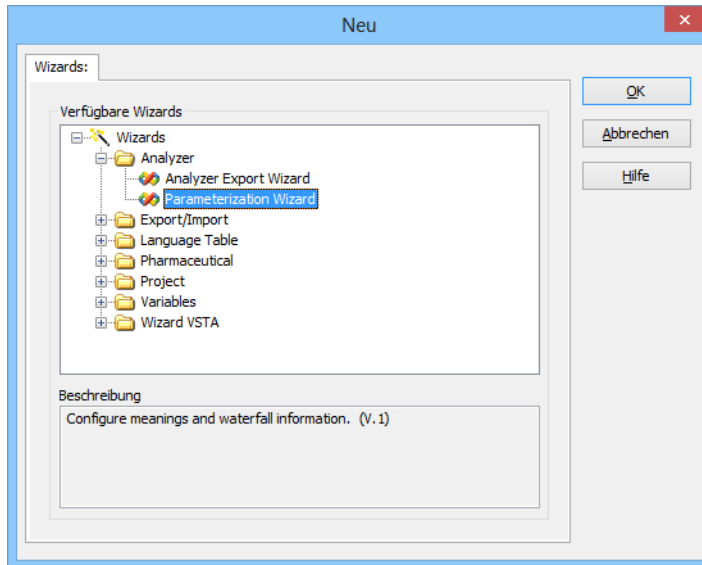 Neu
Wizards:
OK
Verfügbare Wizards
Wizards
Abbrechen
Analyzer
Analyzer Export Wizard
Hilfe
Parameterization Wizard
Export/Import
Language Table
Pharmaceutical
Project
Variables
Wizard VSTA
Beschreibung
Configure meanings and waterfall information. (V.1)